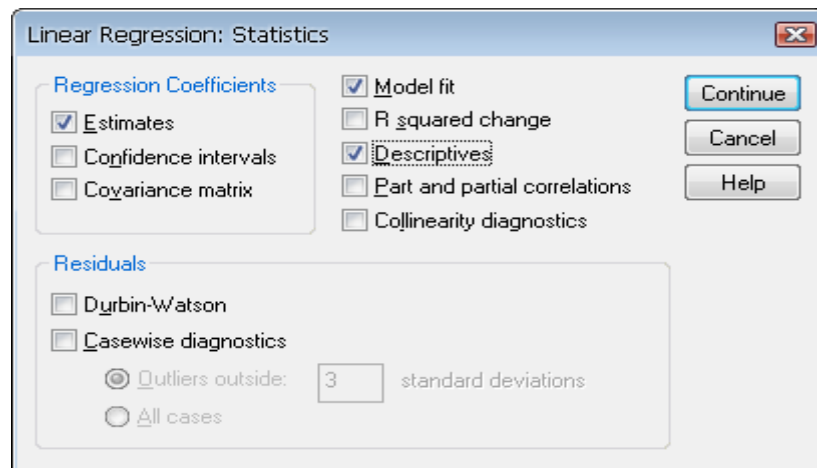 Linear Regression: Statistics
Regression Coefficients
Estimates
Confidence intervals
Covariance matrix
Model fit
R squared change
Descriptives
Part and partial correlations
Collinearity diagnostics
Continue
Cancel
Help
Residuals
Durbin-Watson
Casewise diagnostics
Outliers outside: 3 standard deviations
All cases